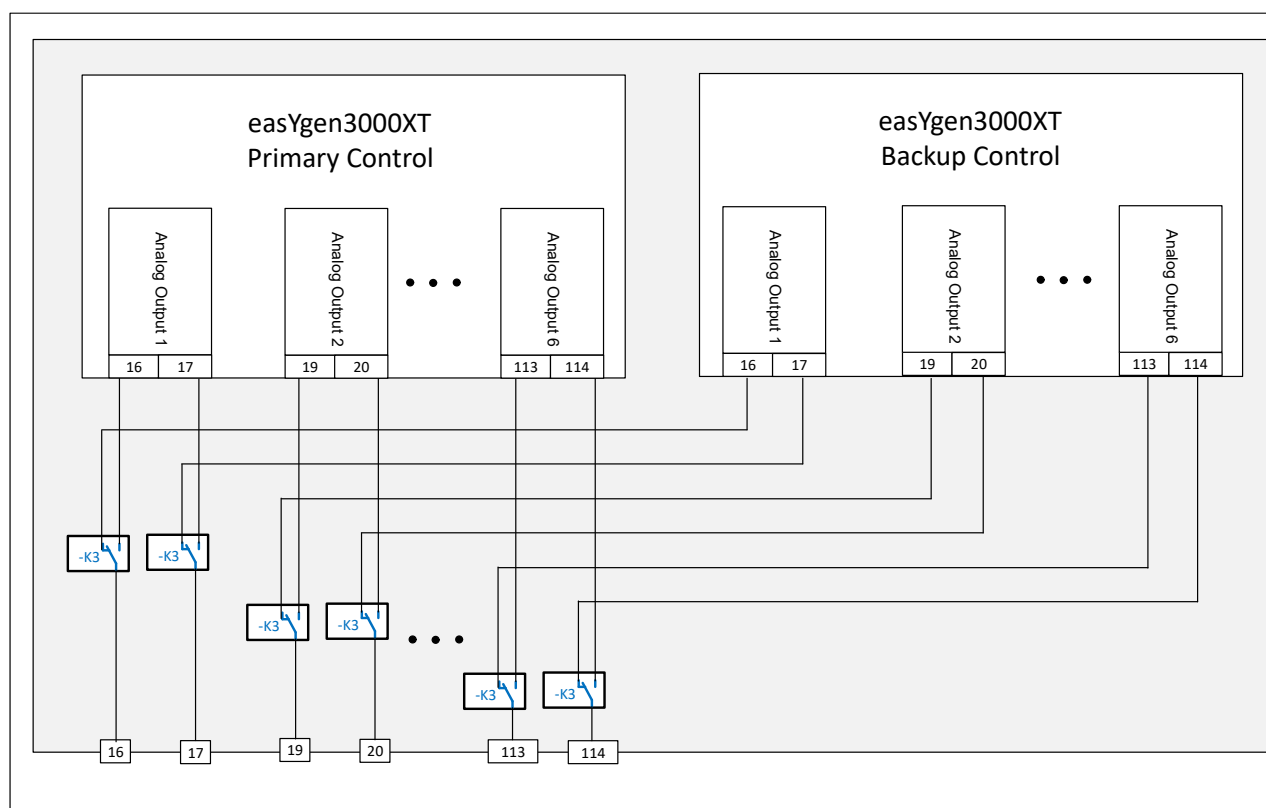 easYgen3000XT
Primary Control
Analog Output 1
16 17
Analog Output 2
19 20
Analog Output 6
113 114
easYgen3000XT
Backup Control
Analog Output 1
16 17
Analog Output 2
19 20
Analog Output 6
113 114
-K3
-K3
-K3
-K3
-K3
-K3
16
17
19
20
113
114